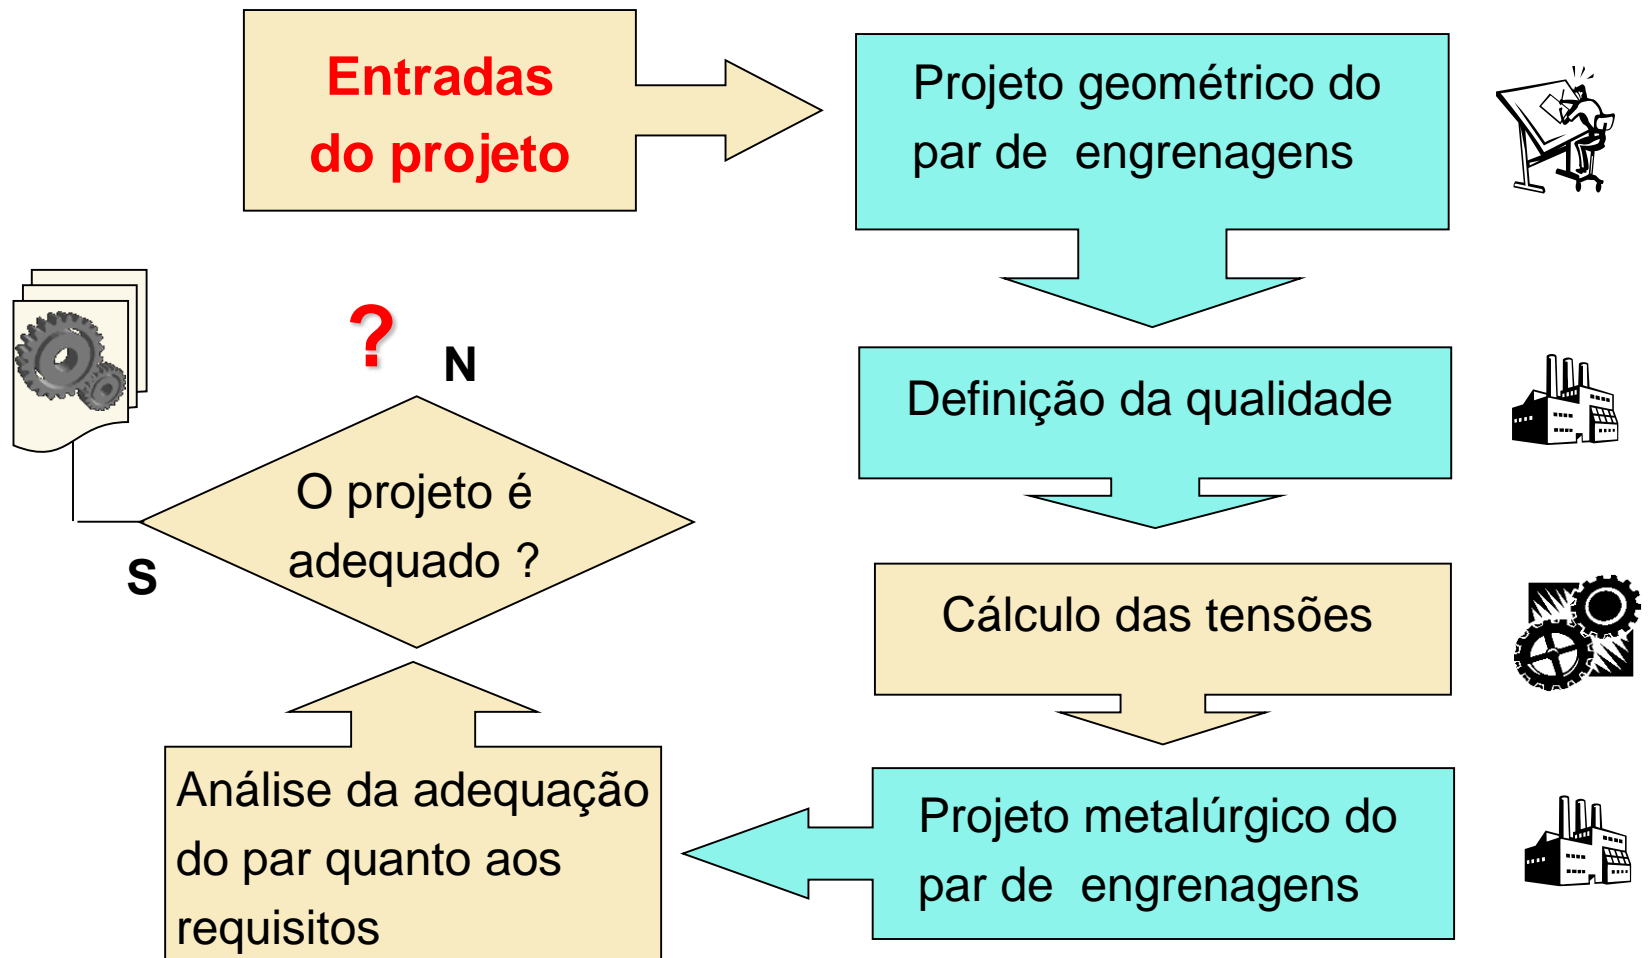 Entradas
do projeto
Projeto geométrico do
par de engrenagens
?
N
Definição da qualidade
O projeto é
adequado ?
S
Cálculo das tensões
Análise da adequação
do par quanto aos
requisitos
Projeto metalúrgico do
par de engrenagens